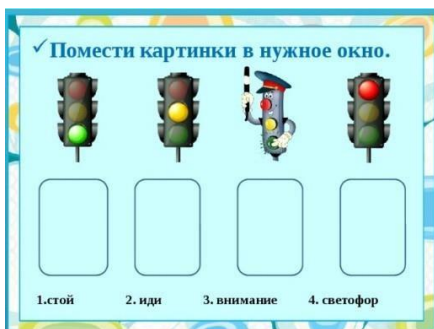 ✓Помести картинки в нужное окно.
1.стой 2. иди 3. внимание 4. светофор